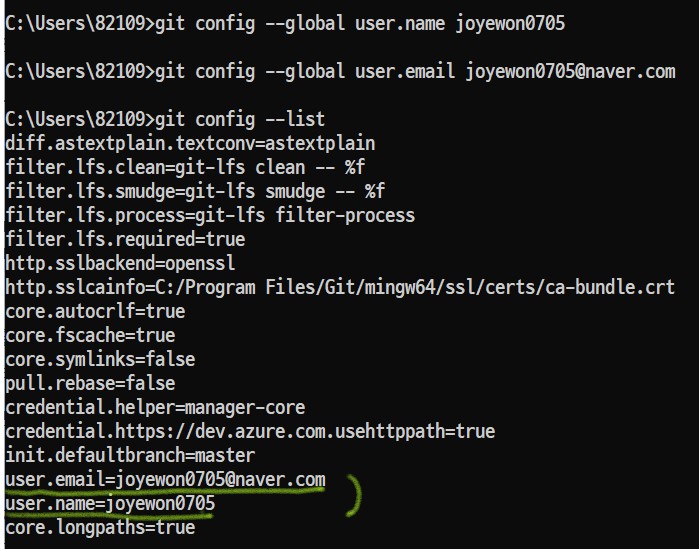 C:\Users\82109>git config --global user.name joyewon0705
C:\Users\82109>git config --global user.email joyewon0705@naver.com
C:\Users\82109>git config --list
diff.astextplain.textconv=astextplain
filter.lfs.clean=git-lfs clean -- %f
filter.lfs.smudge=git-lfs smudge -- %f
filter.lfs.process=git-lfs filter-process
filter.lfs.required=true
http.sslbackend=openssl
http.sslcainfo=C:/Program Files/Git/mingw64/ssl/certs/ca-bundle.crt
core.autocrlf=true
core.fscache=true
core.symlinks=false
pull.rebase=false
credential.helper=manager-core
credential.https://dev.azure.com.usehttppath=true
init.defaultbranch=master
user.email=joyewon0705@naver.com
user.name=joyewon0705
core.longpaths=true